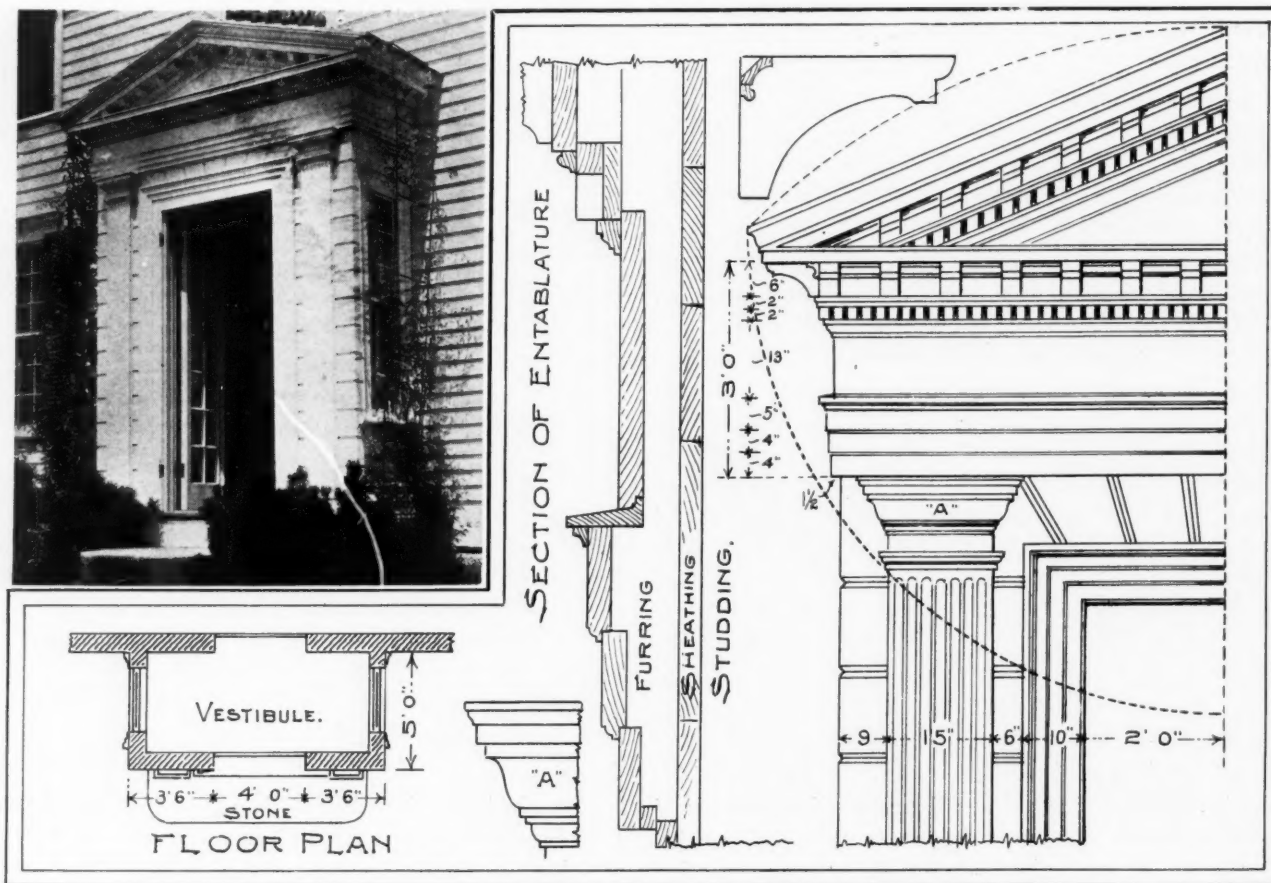 SECTION OF ENTABLATURE
FURRING
SHEATHING
STUDDING.
3' 0"
6"
2"
2"
13"
5"
4"
4"
1½
"A"
9
15"
6"
10"
2' 0"
VESTIBULE.
5' 0"
3' 6"
4' 0"
3' 6"
STONE
FLOOR PLAN
"A"